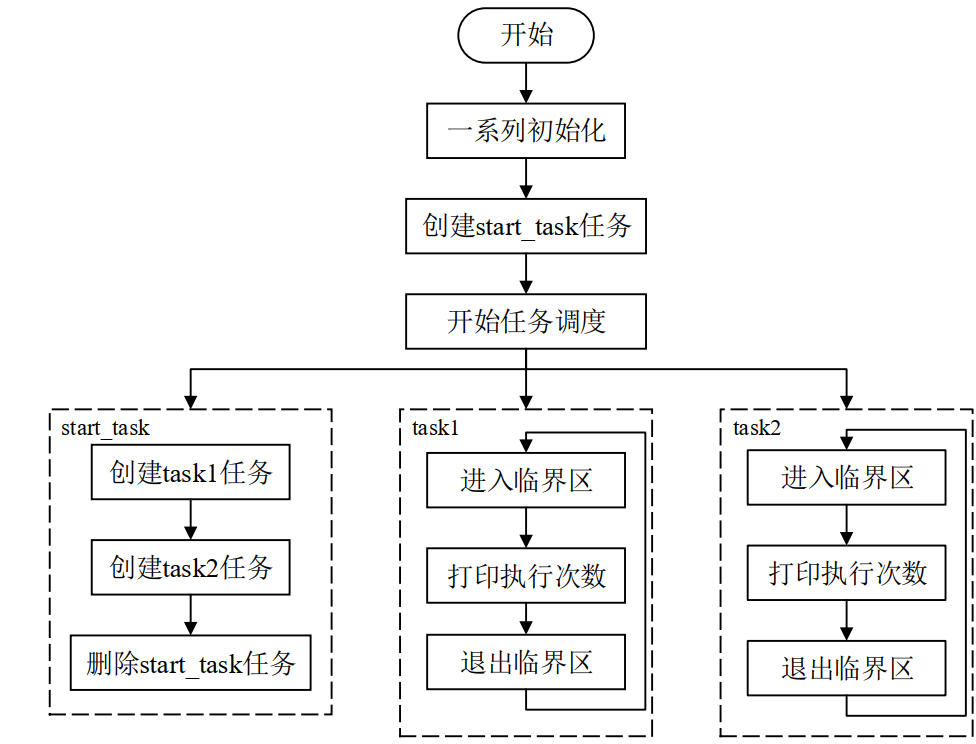 开始
一系列初始化
创建start_task任务
开始任务调度
start_task
创建task1任务
创建task2任务
删除start_task任务
task1
进入临界区
打印执行次数
退出临界区
task2
进入临界区
打印执行次数
退出临界区